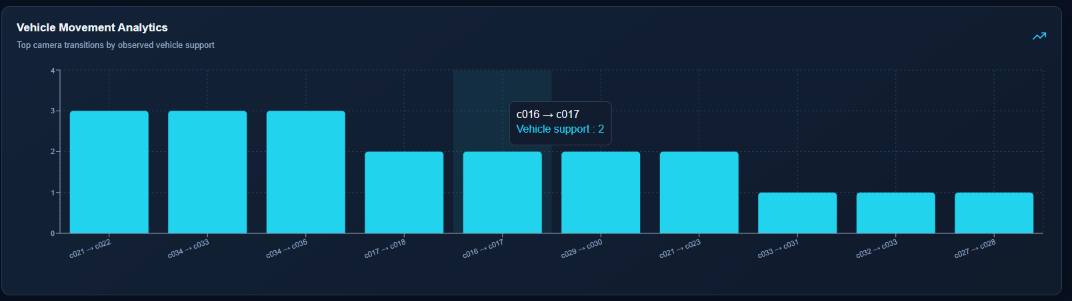 Vehicle Movement Analytics
Top camera transitions by observed vehicle support
4
3
2
1
0
c016 → c017
Vehicle support : 2
c021 → c022
c034 → c033
c034 → c035
c017 → c018
c016 → c017
c029 → c030
c021 → c023
c033 → c031
c032 → c033
c027 → c028